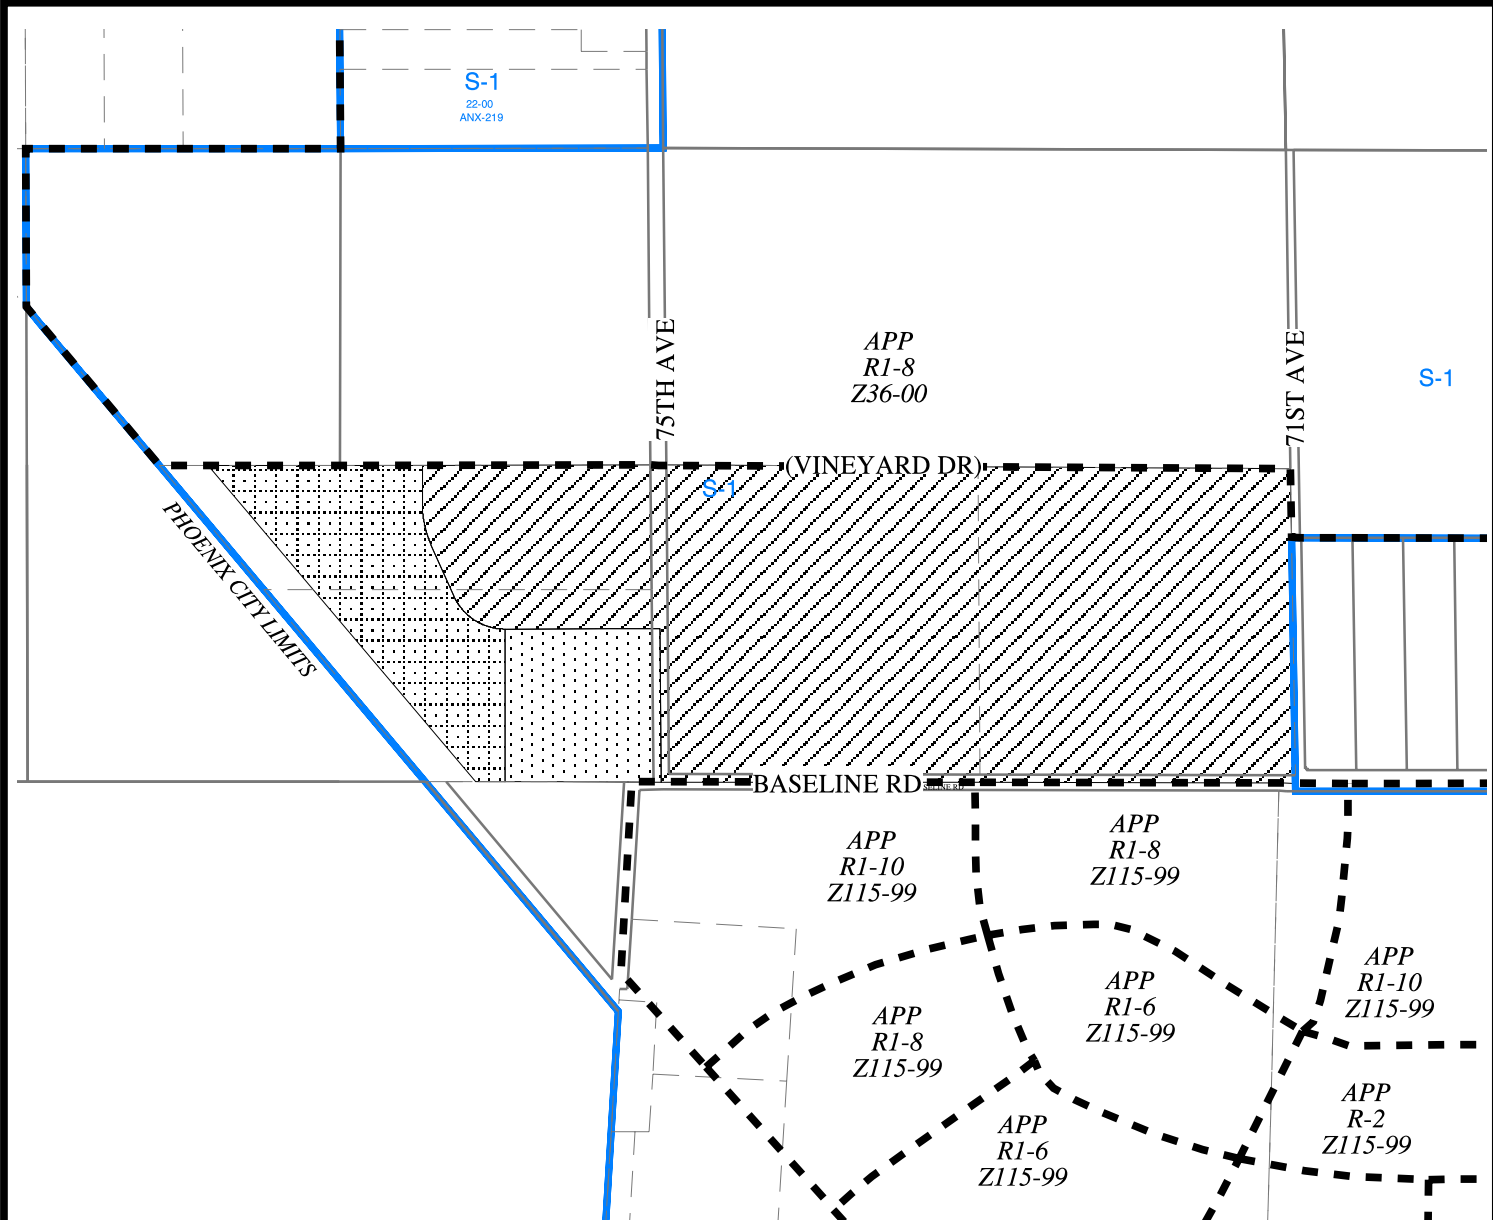 S-1
22-00
ANX-219
75TH AVE
APP
R1-8
Z36-00
71ST AVE
S-1
(VINEYARD DR)
S-1
PHOENIX CITY LIMITS
BASELINE RD
APP
R1-10
Z115-99
APP
R1-8
Z115-99
APP
R1-10
Z115-99
APP
R1-6
Z115-99
APP
R1-8
Z115-99
APP
R-2
Z115-99
APP
R1-6
Z115-99